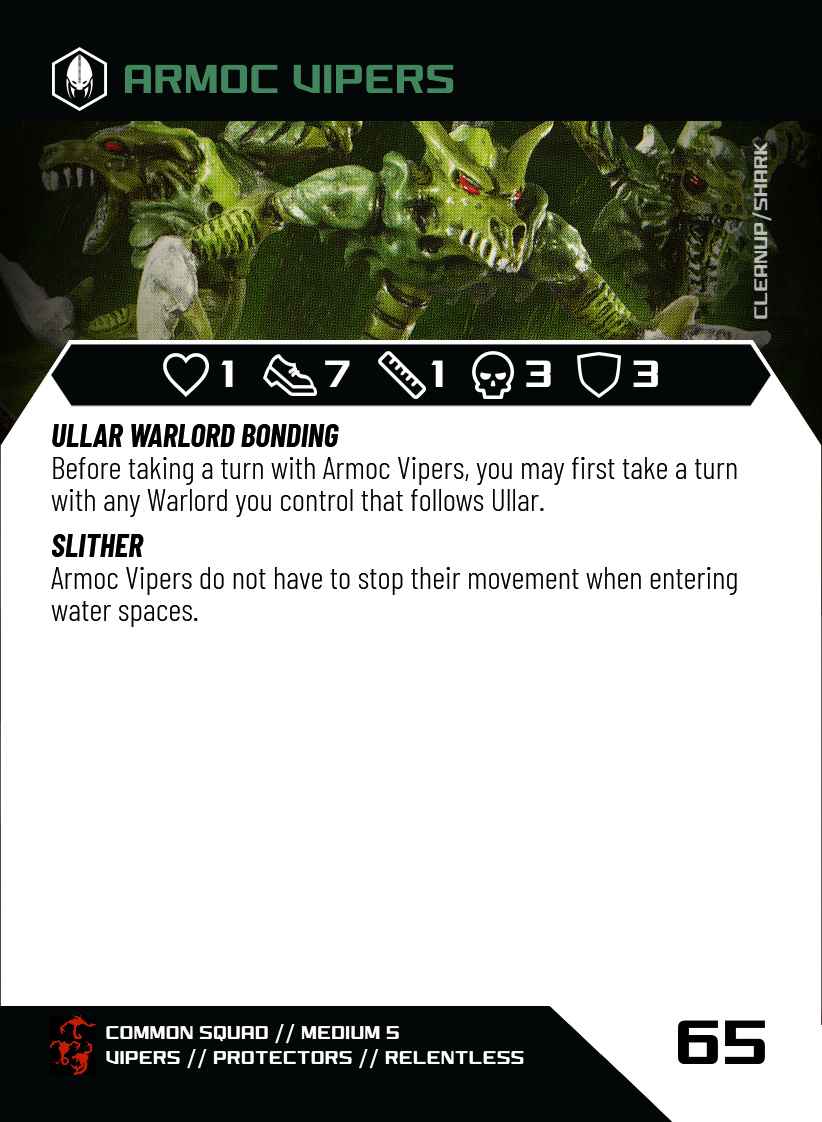 ARMOC VIPERS
CLEANUP/SHARK
1 7 1 3 3
ULLAR WARLORD BONDING
Before taking a turn with Armoc Vipers, you may first take a turn
with any Warlord you control that follows Ullar.
SLITHER
Armoc Vipers do not have to stop their movement when entering
water spaces.
COMMON SQUAD // MEDIUM 5
VIPERS // PROTECTORS // RELENTLESS
65